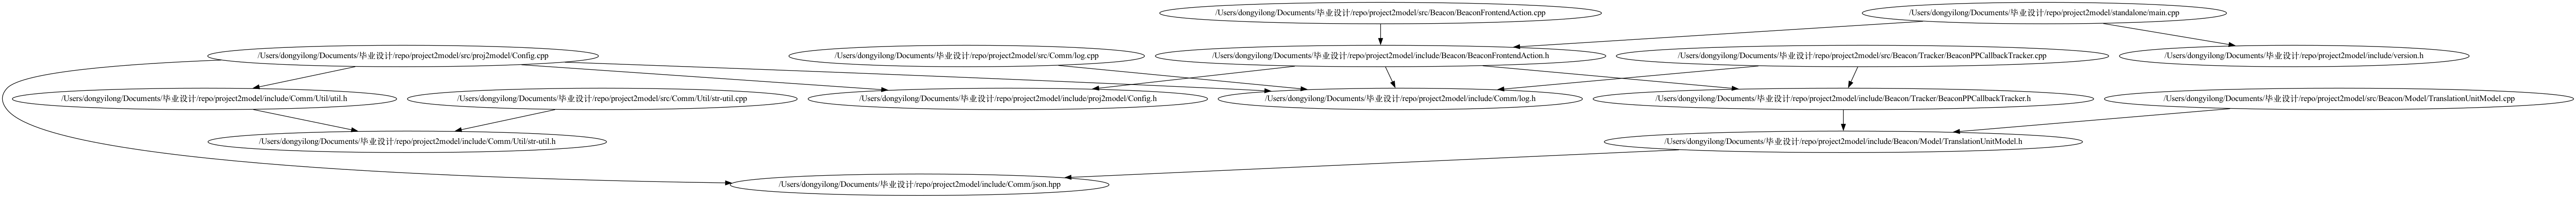 /Users/dongyilong/Documents/毕业设计/repo/project2model/src/Beacon/BeaconFrontendAction.cpp
/Users/dongyilong/Documents/毕业设计/repo/project2model/standalone/main.cpp
/Users/dongyilong/Documents/毕业设计/repo/project2model/src/proj2model/Config.cpp
/Users/dongyilong/Documents/毕业设计/repo/project2model/src/Comm/log.cpp
/Users/dongyilong/Documents/毕业设计/repo/project2model/include/Beacon/BeaconFrontendAction.h
/Users/dongyilong/Documents/毕业设计/repo/project2model/src/Beacon/Tracker/BeaconPPCallbackTracker.cpp
/Users/dongyilong/Documents/毕业设计/repo/project2model/include/version.h
/Users/dongyilong/Documents/毕业设计/repo/project2model/include/Comm/Util/util.h
/Users/dongyilong/Documents/毕业设计/repo/project2model/src/Comm/Util/str-util.cpp
/Users/dongyilong/Documents/毕业设计/repo/project2model/include/proj2model/Config.h
/Users/dongyilong/Documents/毕业设计/repo/project2model/include/Comm/log.h
/Users/dongyilong/Documents/毕业设计/repo/project2model/include/Beacon/Tracker/BeaconPPCallbackTracker.h
/Users/dongyilong/Documents/毕业设计/repo/project2model/src/Beacon/Model/TranslationUnitModel.cpp
/Users/dongyilong/Documents/毕业设计/repo/project2model/include/Comm/Util/str-util.h
/Users/dongyilong/Documents/毕业设计/repo/project2model/include/Beacon/Model/TranslationUnitModel.h
/Users/dongyilong/Documents/毕业设计/repo/project2model/include/Comm/json.hpp